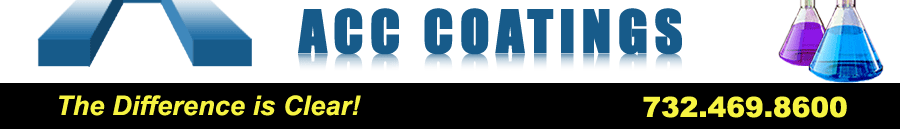 ACC COATINGS
The Difference is Clear!
732.469.8600